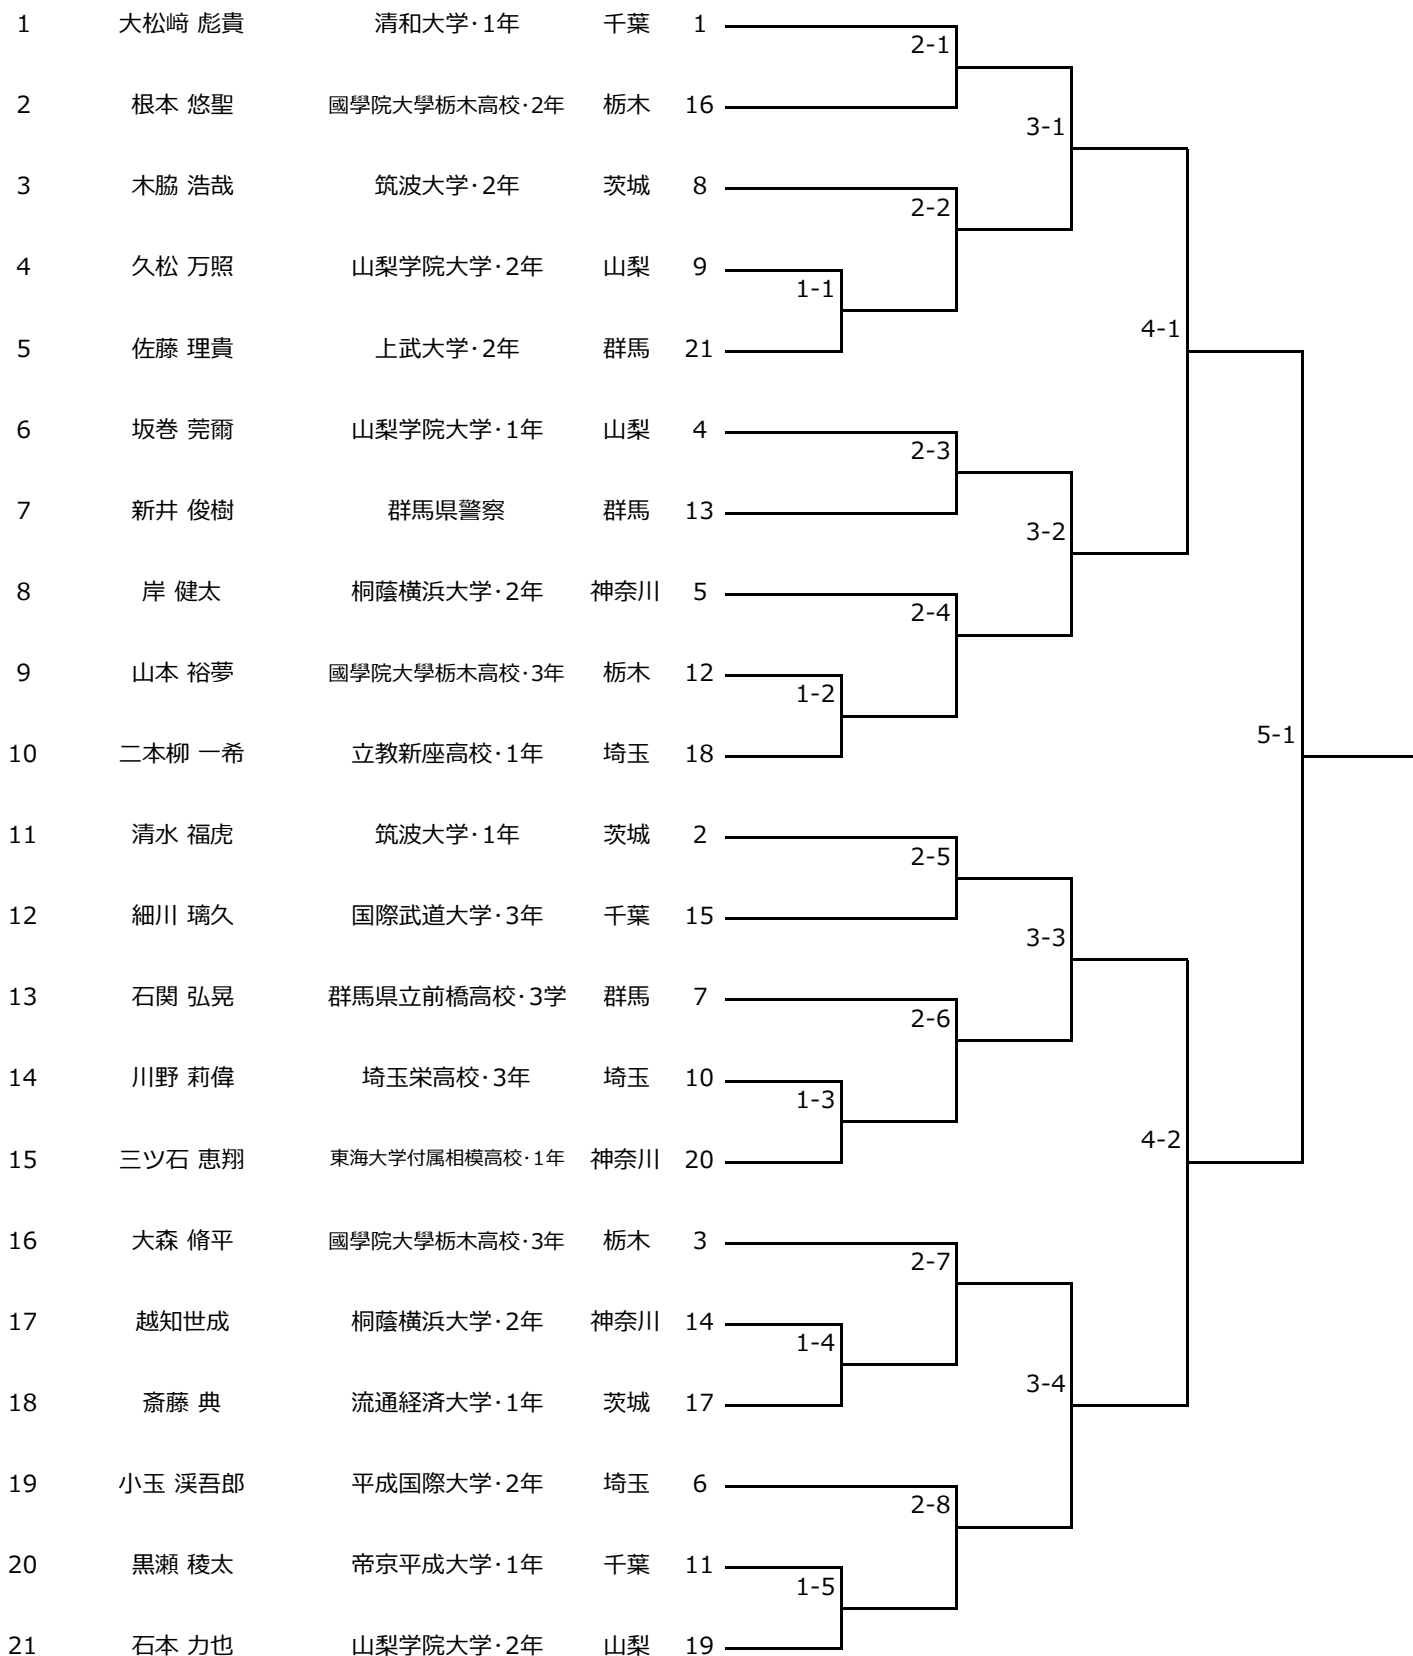 1 大松﨑 彪貴 清和大学・1年 千葉 1
2-1
2 根本 悠聖 國學院大學栃木高校・2年 栃木 16
3-1
3 木脇 浩哉 筑波大学・2年 茨城 8
2-2
4 久松 万照 山梨学院大学・2年 山梨 9
1-1
4-1
5 佐藤 理貴 上武大学・2年 群馬 21
6 坂巻 莞爾 山梨学院大学・1年 山梨 4
2-3
7 新井 俊樹 群馬県警察 群馬 13
3-2
8 岸 健太 桐蔭横浜大学・2年 神奈川 5
2-4
9 山本 裕夢 國學院大學栃木高校・3年 栃木 12
1-2
5-1
10 二本柳 一希 立教新座高校・1年 埼玉 18
11 清水 福虎 筑波大学・1年 茨城 2
2-5
12 細川 璃久 国際武道大学・3年 千葉 15
3-3
13 石関 弘晃 群馬県立前橋高校・3学 群馬 7
2-6
14 川野 莉偉 埼玉栄高校・3年 埼玉 10
1-3
4-2
15 三ツ石 恵翔 東海大学付属相模高校・1年 神奈川 20
16 大森 脩平 國學院大學栃木高校・3年 栃木 3
2-7
17 越知世成 桐蔭横浜大学・2年 神奈川 14
1-4
3-4
18 斎藤 典 流通経済大学・1年 茨城 17
19 小玉 渓吾郎 平成国際大学・2年 埼玉 6
2-8
20 黒瀬 稜太 帝京平成大学・1年 千葉 11
1-5
21 石本 力也 山梨学院大学・2年 山梨 19